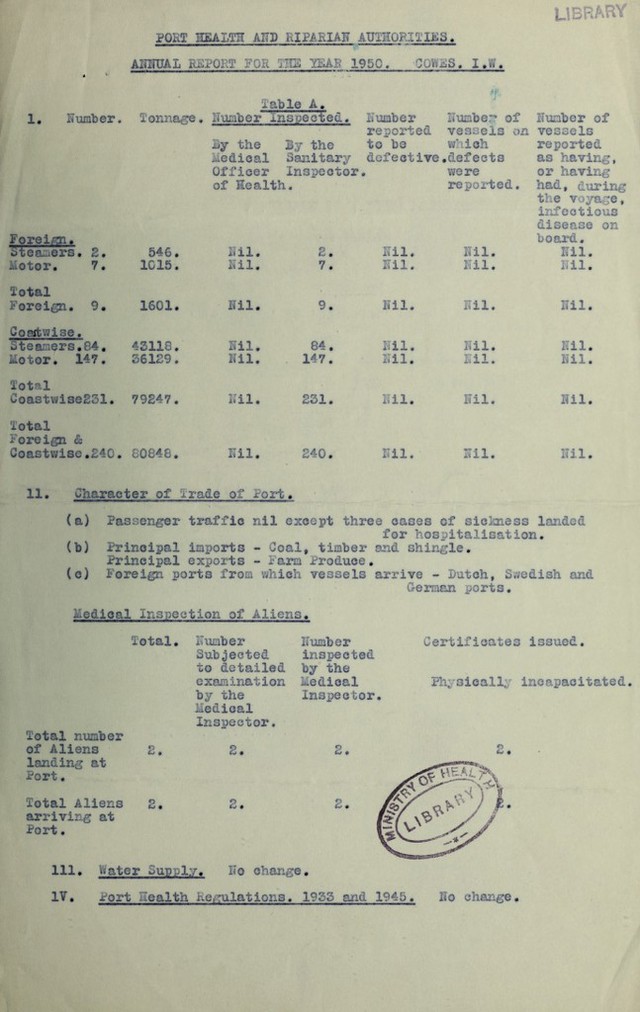 LIBRARY
PORT HEALTH AND RIPARIAN AUTHORITIES.
ANNUAL REPORT FOR THE YEAR 1950. COWES. I.W.
Table A.
1. Number. Tonnage. Number Inspected. Number Number of Number of
reported vessels on vessels
By the By the to be which reported
Medical Sanitary defective. defects as having,
Officer Inspector. were or having
of Health. reported. had, during
the voyage,
infectious
disease on
board.
Foreign.
Steamers. 2. 546. Nil. 2. Nil. Nil. Nil.
Motor. 7. 1015. Nil. 7. Nil. Nil. Nil.
Total
Foreign. 9. 1601. Nil. 9. Nil. Nil. Nil.
Coastwise.
Steamers.84. 43118. Nil. 84. Nil. Nil. Nil.
Motor. 147. 36129. Nil. 147. Nil. Nil. Nil.
Total
Coastwise231. 79247. Nil. 231. Nil. Nil. Nil.
Total
Foreign &
Coastwise.240. 80848. Nil. 240. Nil. Nil. Nil.
11. Character of Trade of Port.
(a) Passenger traffic nil except three cases of sickness landed
for hospitalisation.
(b) Principal imports - Coal, timber and shingle.
Principal exports - Farm Produce.
(c) Foreign ports from which vessels arrive - Dutch, Swedish and
German ports.
Medical Inspection of Aliens.
Total. Number Number Certificates issued.
Subjected inspected
to detailed by the
examination Medical Physically incapacitated.
by the Inspector.
Medical
Inspector.
Total number
of Aliens 2. 2. 2. 2.
landing at
Port.
Total Aliens 2. 2. 2. 2.
arriving at
Port.
MINISTRY OF HEALTH
LIBRARY
111. Water Supply. No change.
1V. Port Health Regulations. 1933 and 1945. No change.